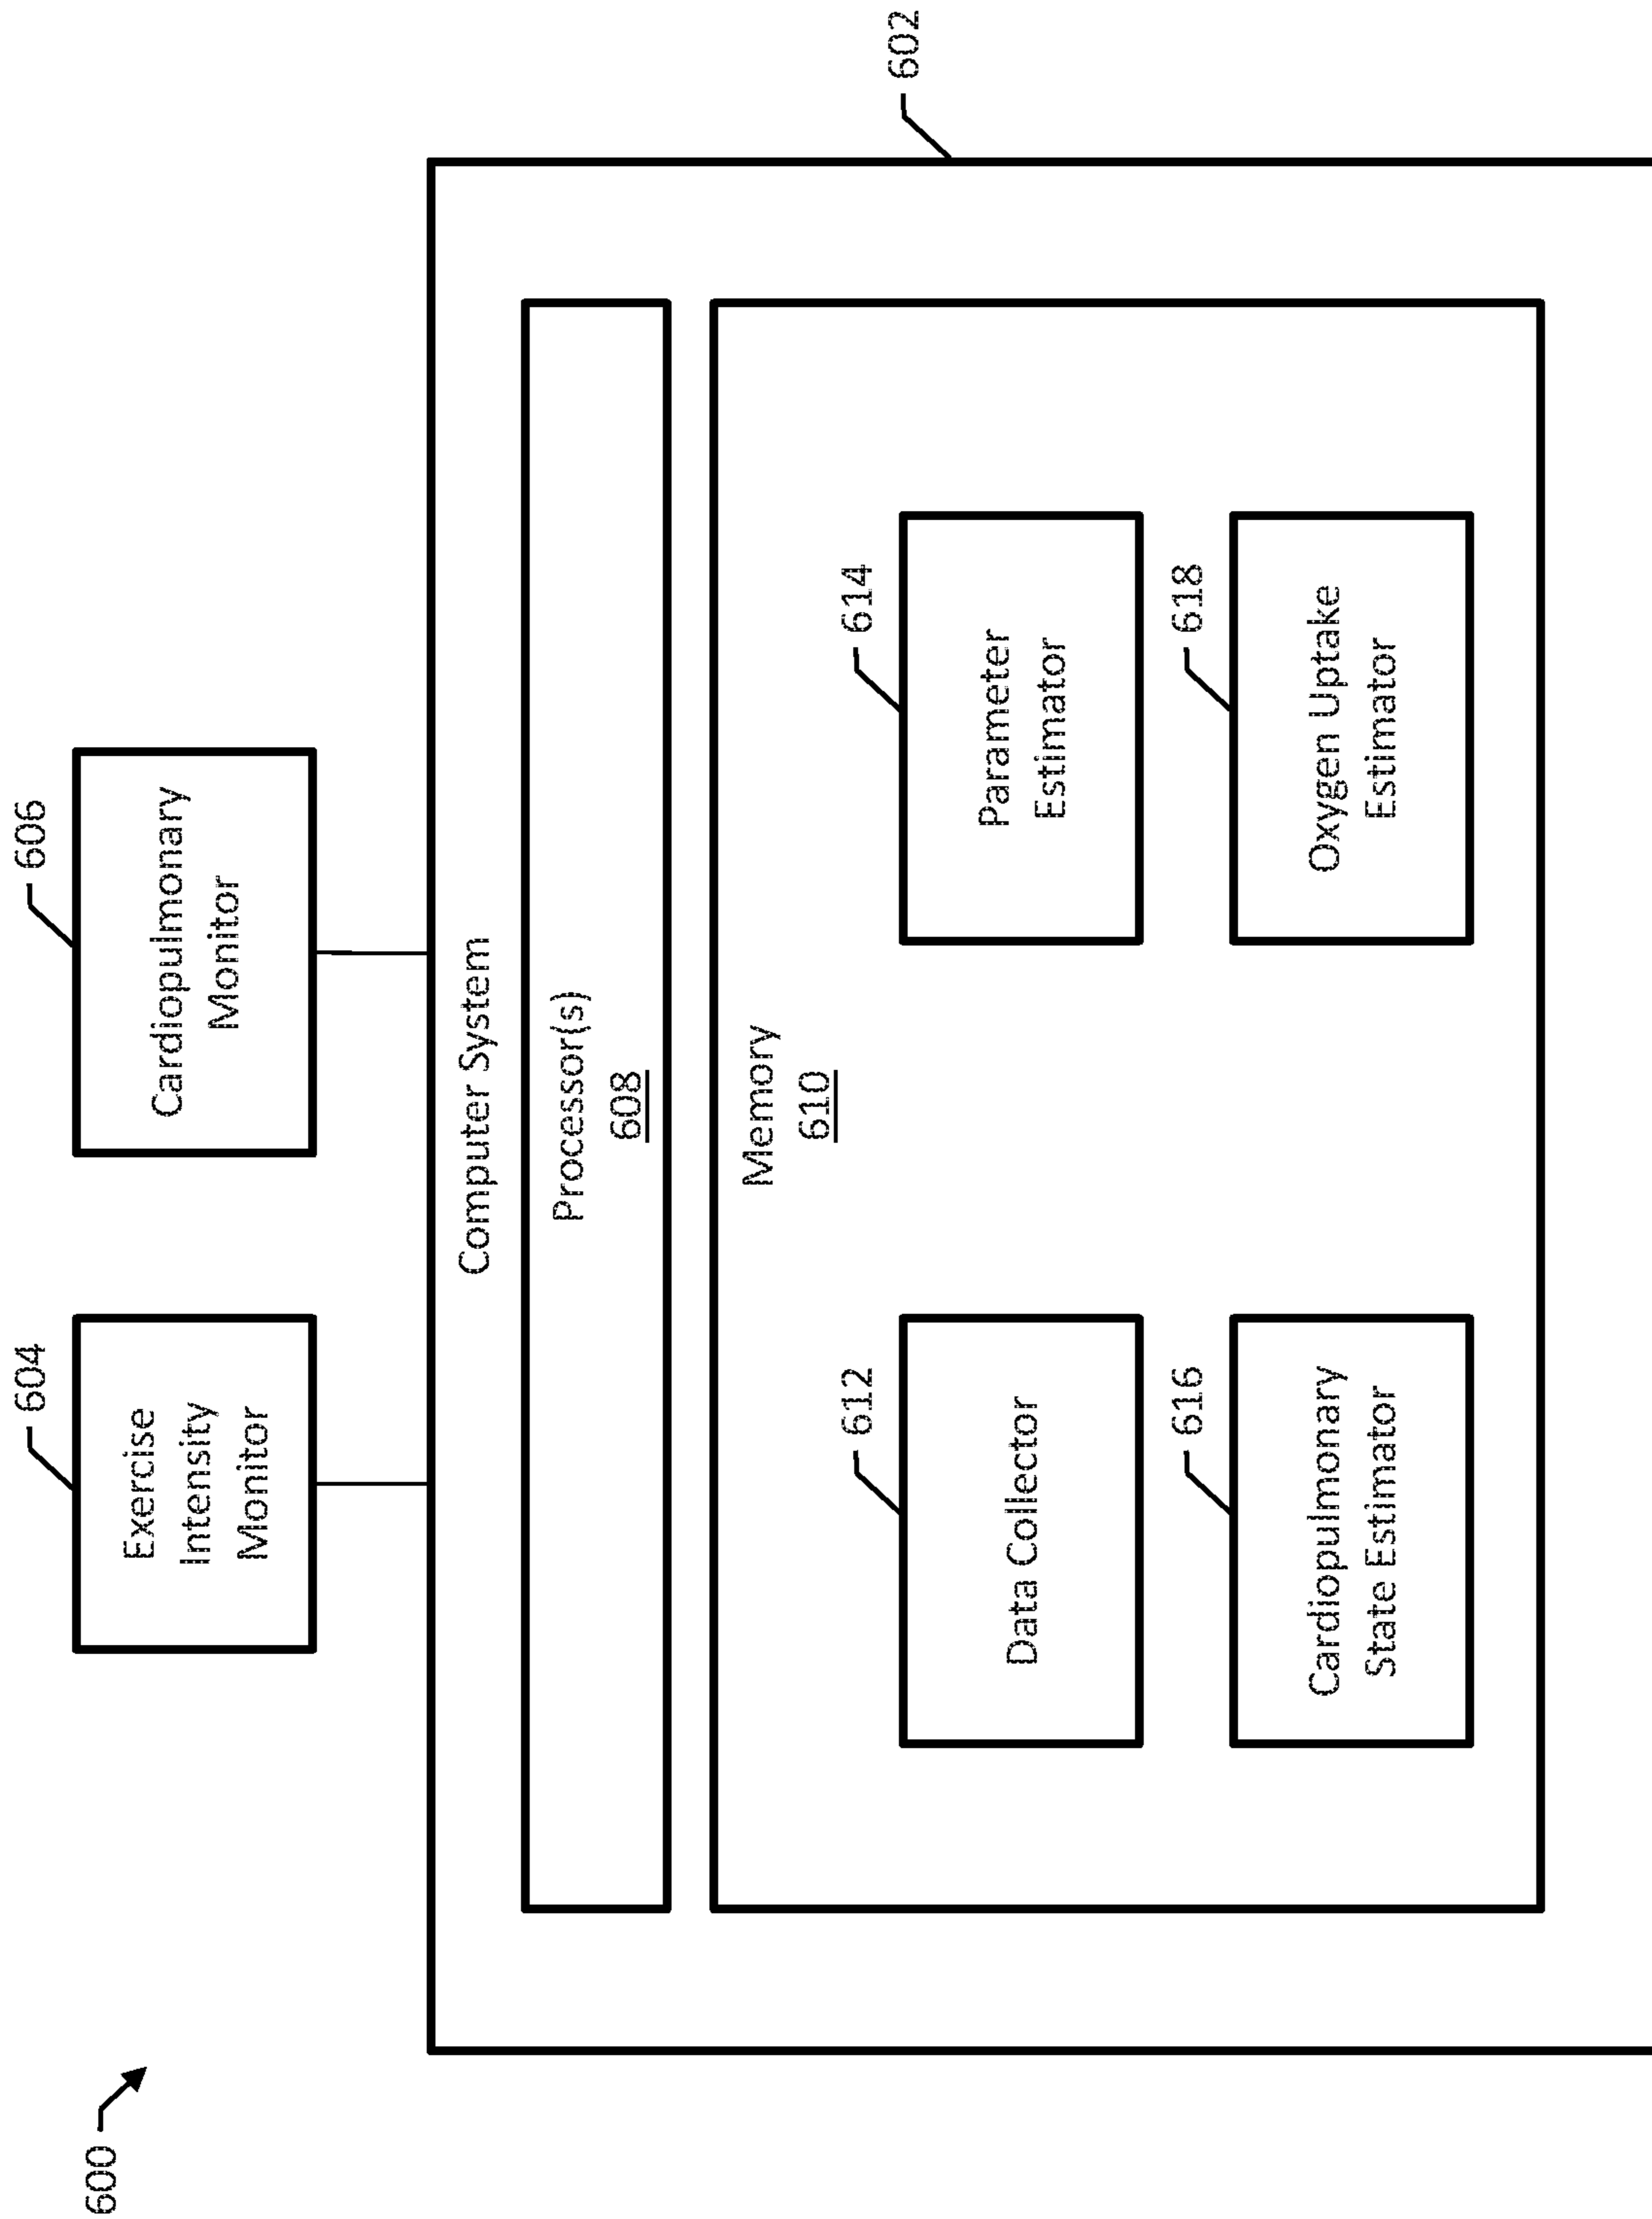 600
604
606
Exercise
Intensity
Monitor
Cardiopulmonary
Monitor
Computer System
602
Processor(s)
608
Memory
610
612
614
Data Collector
Parameter
Estimator
616
618
Cardiopulmonary
State Estimator
Oxygen Uptake
Estimator